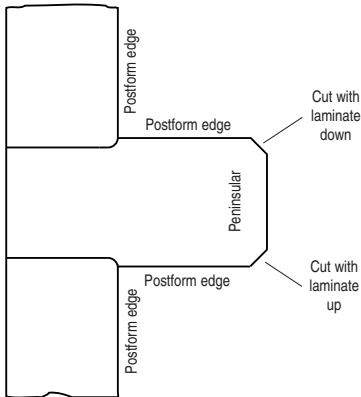 Postform edge
Postform edge
Cut with
laminate
down
Peninsular
Postform edge
Cut with
laminate
up
Postform edge